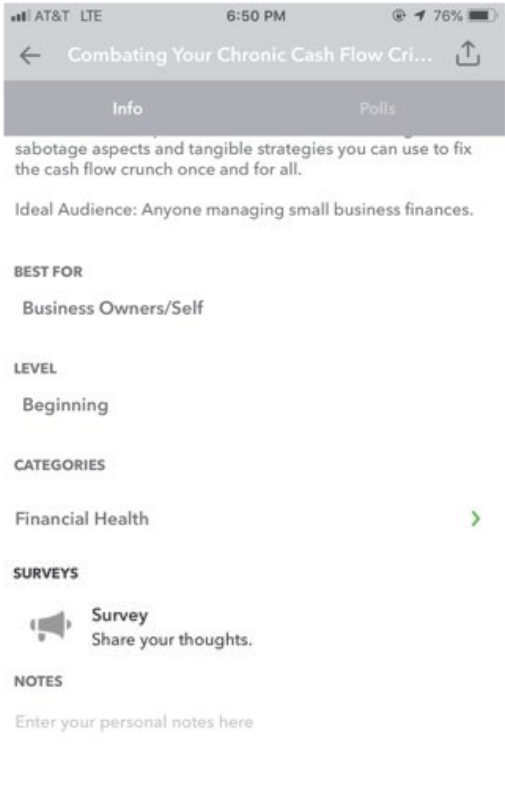 AT&T LTE 6:50 PM 76%
Combating Your Chronic Cash Flow Cri...
Info Polls
sabotage aspects and tangible strategies you can use to fix
the cash flow crunch once and for all.
Ideal Audience: Anyone managing small business finances.
BEST FOR
Business Owners/Self
LEVEL
Beginning
CATEGORIES
Financial Health
SURVEYS
Survey
Share your thoughts.
NOTES
Enter your personal notes here